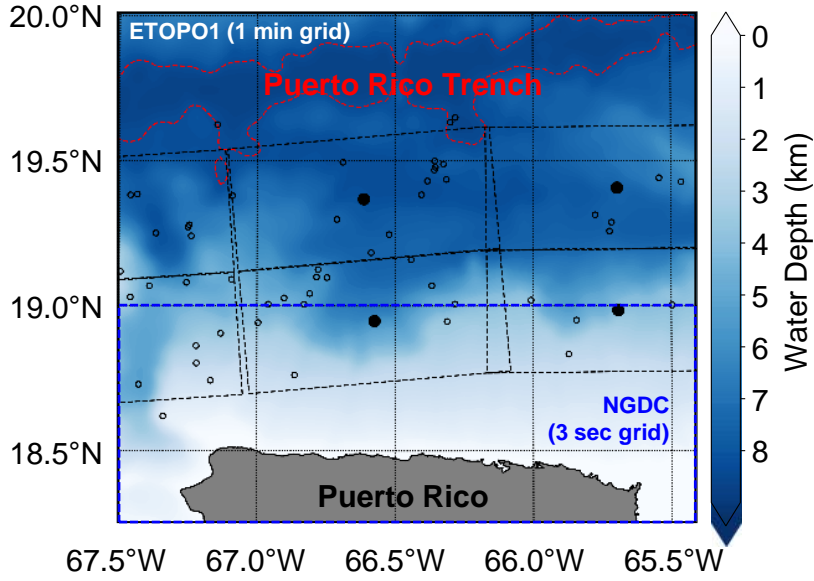 20.0°N
19.5°N
19.0°N
18.5°N
ETOPO1 (1 min grid)
Puerto Rico Trench
NGDC
(3 sec grid)
Puerto Rico
67.5°W
67.0°W
66.5°W
66.0°W
65.5°W
0
1
2
3
4
5
6
7
8
Water Depth (km)